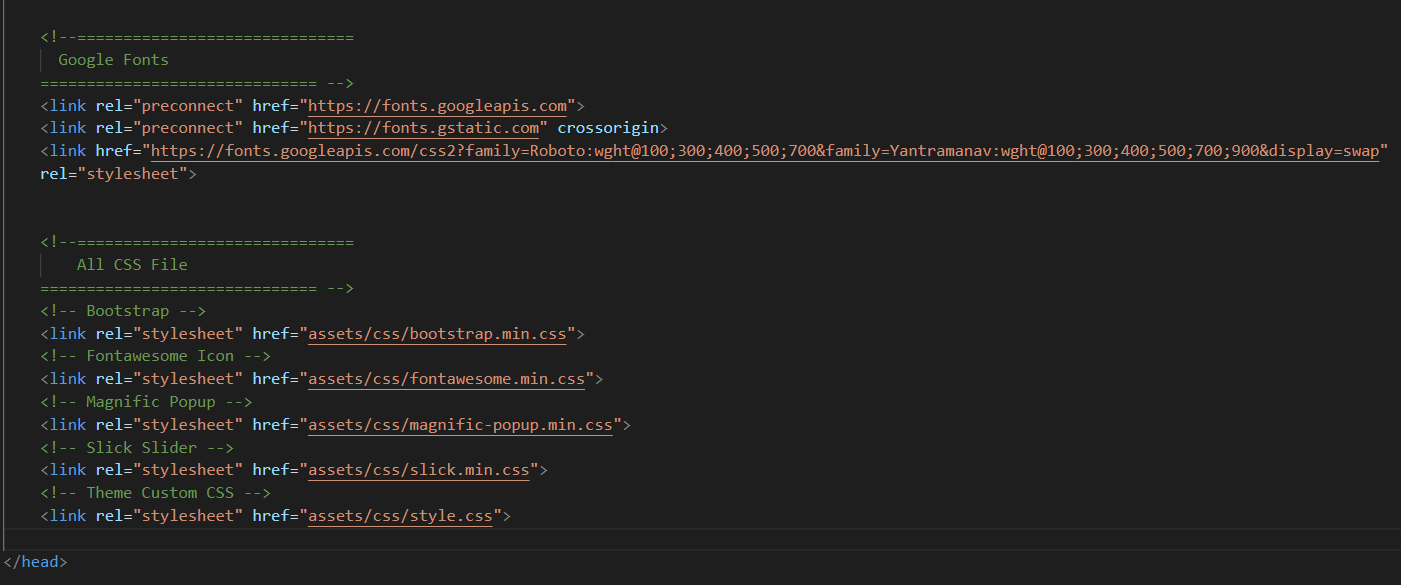 <!--==============================
Google Fonts
============================== -->
<link rel="preconnect" href="https://fonts.googleapis.com">
<link rel="preconnect" href="https://fonts.gstatic.com" crossorigin>
<link href="https://fonts.googleapis.com/css2?family=Roboto:wght@100;300;400;500;700&family=Yantramanav:wght@100;300;400;500;700;900&display=swap"
rel="stylesheet">
<!--==============================
All CSS File
============================== -->
<!-- Bootstrap -->
<link rel="stylesheet" href="assets/css/bootstrap.min.css">
<!-- Fontawesome Icon -->
<link rel="stylesheet" href="assets/css/fontawesome.min.css">
<!-- Magnific Popup -->
<link rel="stylesheet" href="assets/css/magnific-popup.min.css">
<!-- Slick Slider -->
<link rel="stylesheet" href="assets/css/slick.min.css">
<!-- Theme Custom CSS -->
<link rel="stylesheet" href="assets/css/style.css">
</head>